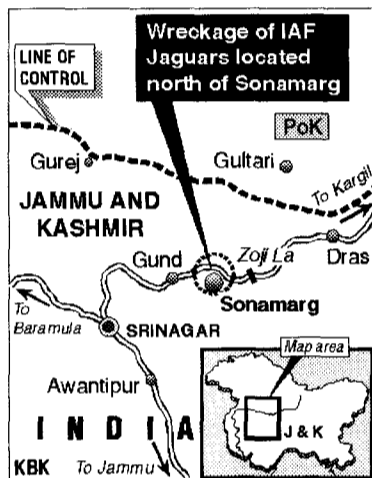 Wreckage of IAF
Jaguars located
north of Sonamarg
LINE OF
CONTROL
PoK
Gurej
Gultari
To Kargil
JAMMU AND
KASHMIR
Gund
Zoji La
Dras
Sonamarg
To
Baramula
SRINAGAR
Map area
Awantipur
J & K
INDIA
KBK
To Jammu